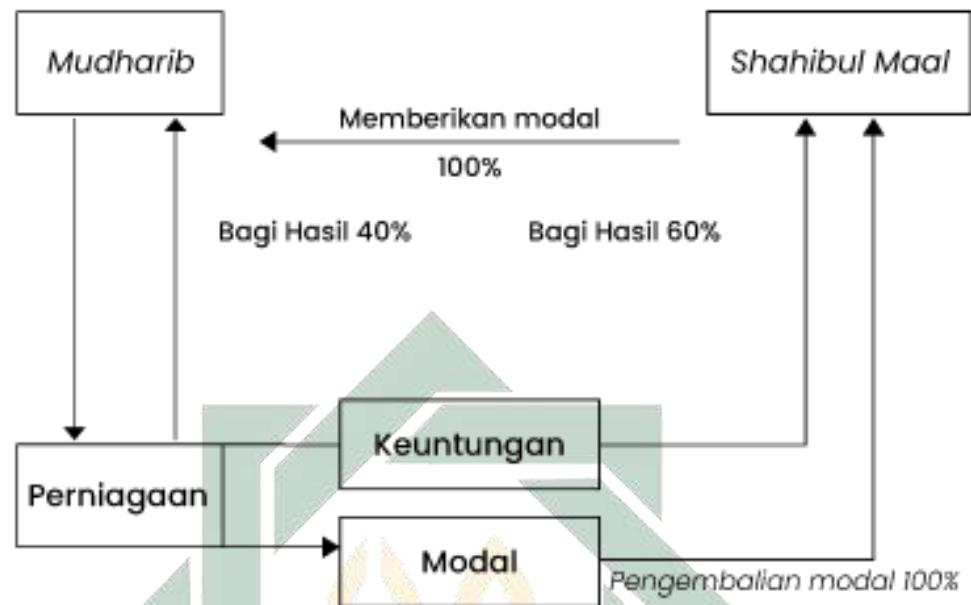 Mudharib
Shahibul Maal
Memberikan modal
100%
Bagi Hasil 40%
Bagi Hasil 60%
Keuntungan
Perniagaan
Modal
Pengembalian modal 100%